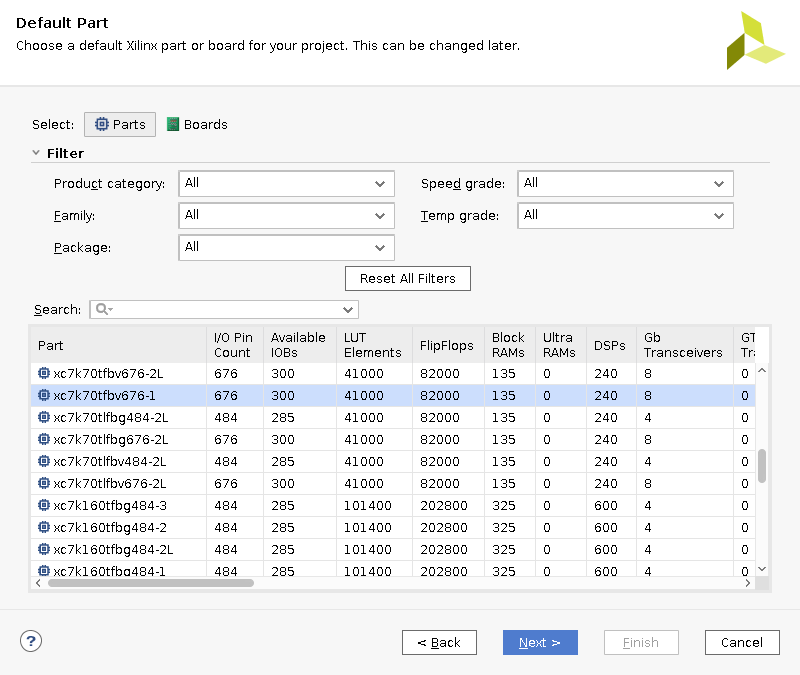 Default Part
Choose a default Xilinx part or board for your project. This can be changed later.
Select: Parts Boards
Filter
Product category: All Speed grade: All
Family: All Temp grade: All
Package: All
Reset All Filters
Search:
Part I/O Pin Count Available IOBs LUT Elements FlipFlops Block RAMs Ultra RAMs DSPs Gb Transceivers GT
xc7k70tfbv676-2L 676 300 41000 82000 135 0 240 8 0
xc7k70tfbv676-1 676 300 41000 82000 135 0 240 8 0
xc7k70tlfbg484-2L 484 285 41000 82000 135 0 240 4 0
xc7k70tlfbg676-2L 676 300 41000 82000 135 0 240 8 0
xc7k70tlfbv484-2L 484 285 41000 82000 135 0 240 4 0
xc7k70tlfbv676-2L 676 300 41000 82000 135 0 240 8 0
xc7k160tfbg484-3 484 285 101400 202800 325 0 600 4 0
xc7k160tfbg484-2 484 285 101400 202800 325 0 600 4 0
xc7k160tfbg484-2L 484 285 101400 202800 325 0 600 4 0
xc7k160tfbg484-1 484 285 101400 202800 325 0 600 4 0
? < Back Next > Finish Cancel